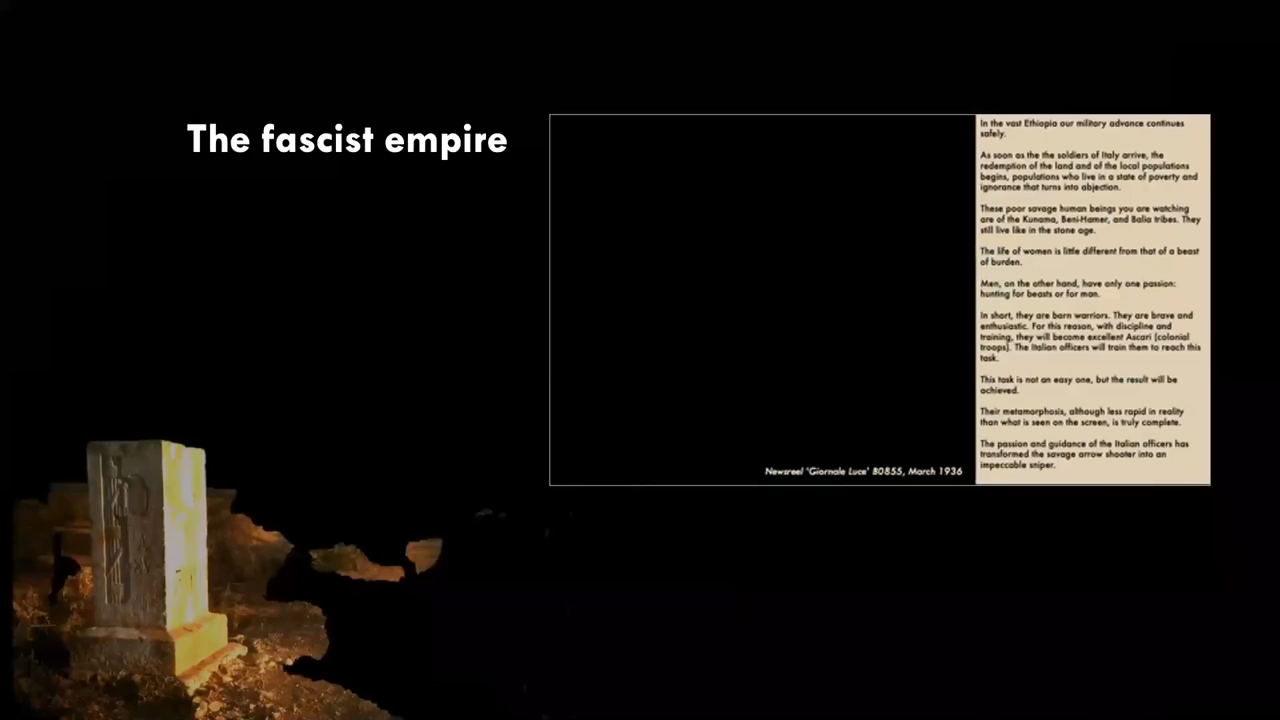 The fascist empire
In the vast Ethiopia our military advance continues
safely.
As soon as the the soldiers of Italy arrive, the
redemption of the land and of the local populations
begins, populations who live in a state of poverty and
ignorance that turns into abjection.
These poor savage human beings you are watching
are of the Kunama, Beni-Hamer, and Balia tribes. They
still live like in the stone age.
The life of women is little different from that of a beast
of burden.
Men, on the other hand, have only one passion:
hunting for beasts or for man.
In short, they are born warriors. They are brave and
enthusiastic. For this reason, with discipline and
training, they will become excellent Ascari (colonial
troops). The Italian officers will train them to reach this
task.
This task is not an easy one, but the result will be
achieved.
Their metamorphosis, although less rapid in reality
than what is seen on the screen, is truly complete.
The passion and guidance of the Italian officers has
transformed the savage arrow shooter into an
impeccable sniper.
Newsreel 'Giornale Luce' B0855, March 1936